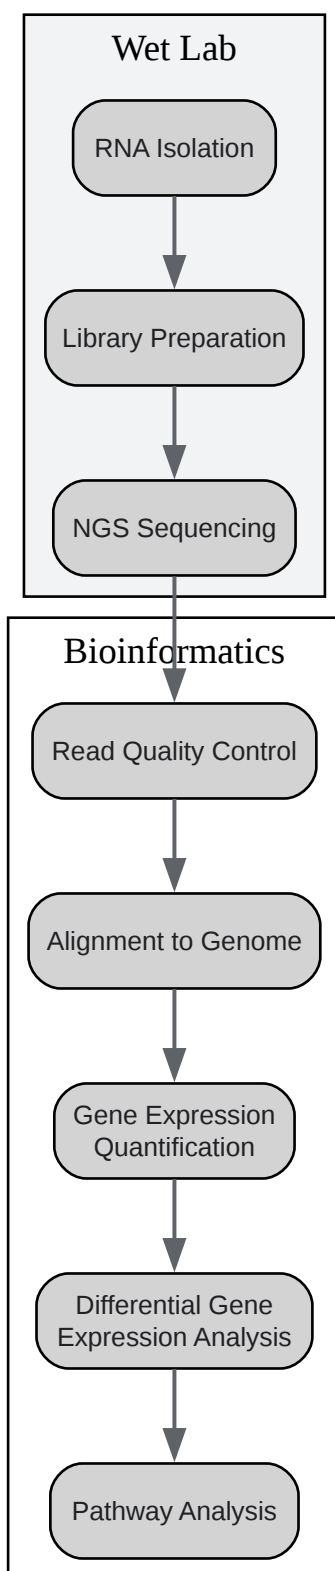 Wet Lab
RNA Isolation
Library Preparation
NGS Sequencing
Bioinformatics
Read Quality Control
Alignment to Genome
Gene Expression
Quantification
Differential Gene
Expression Analysis
Pathway Analysis